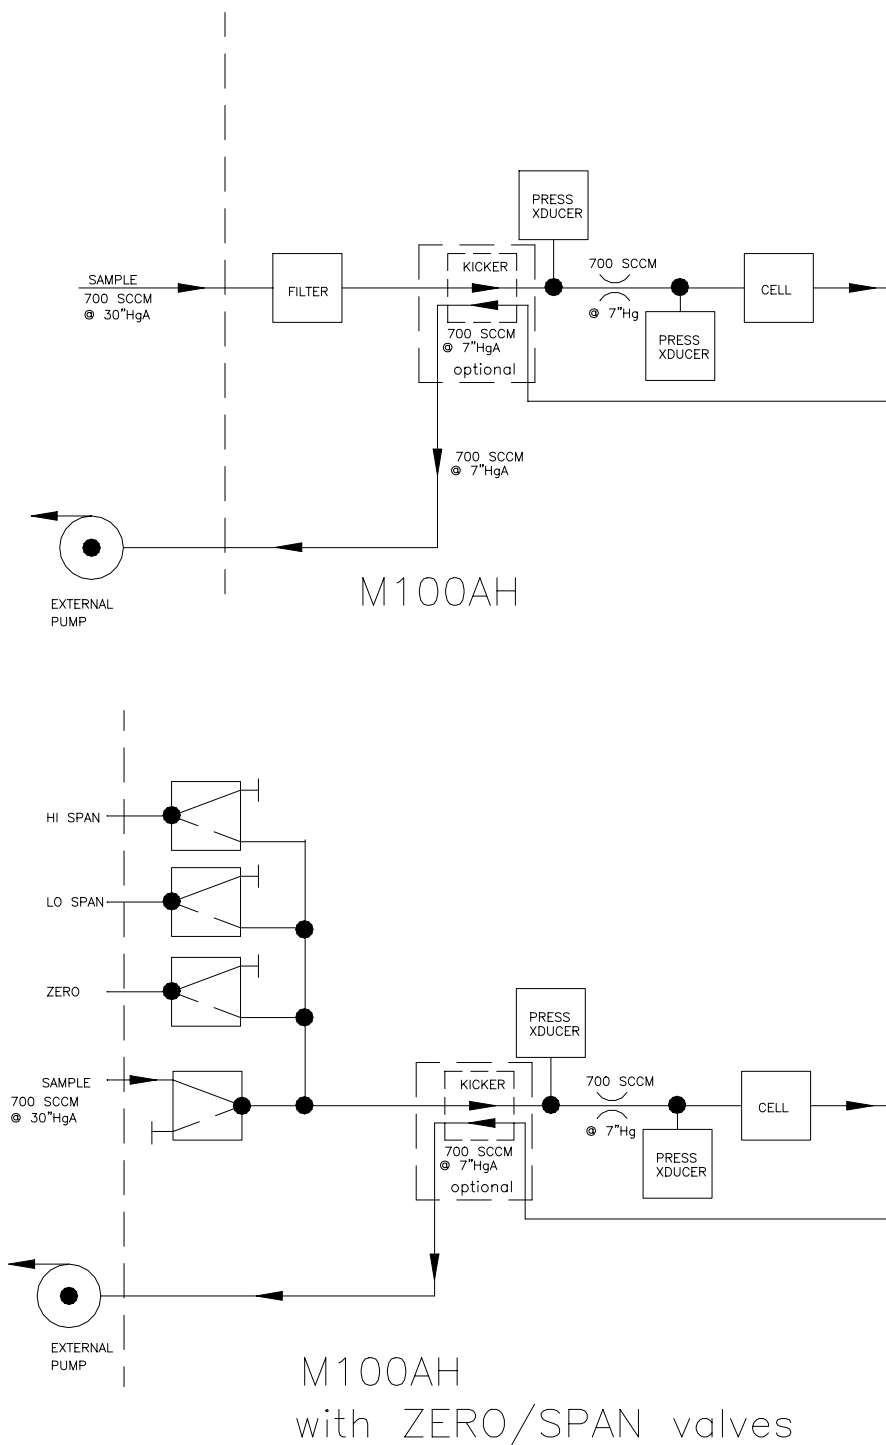 PRESS
XDUCER
SAMPLE
700 SCCM
@ 30"HgA
FILTER
KICKER
700 SCCM
@ 7"HgA
optional
700 SCCM
@ 7"Hg
PRESS
XDUCER
CELL
700 SCCM
@ 7"HgA
EXTERNAL
PUMP
M100AH
HI SPAN
LO SPAN
ZERO
SAMPLE
700 SCCM
@ 30"HgA
PRESS
XDUCER
KICKER
700 SCCM
@ 7"HgA
optional
700 SCCM
@ 7"Hg
PRESS
XDUCER
CELL
EXTERNAL
PUMP
M100AH
with ZERO/SPAN valves